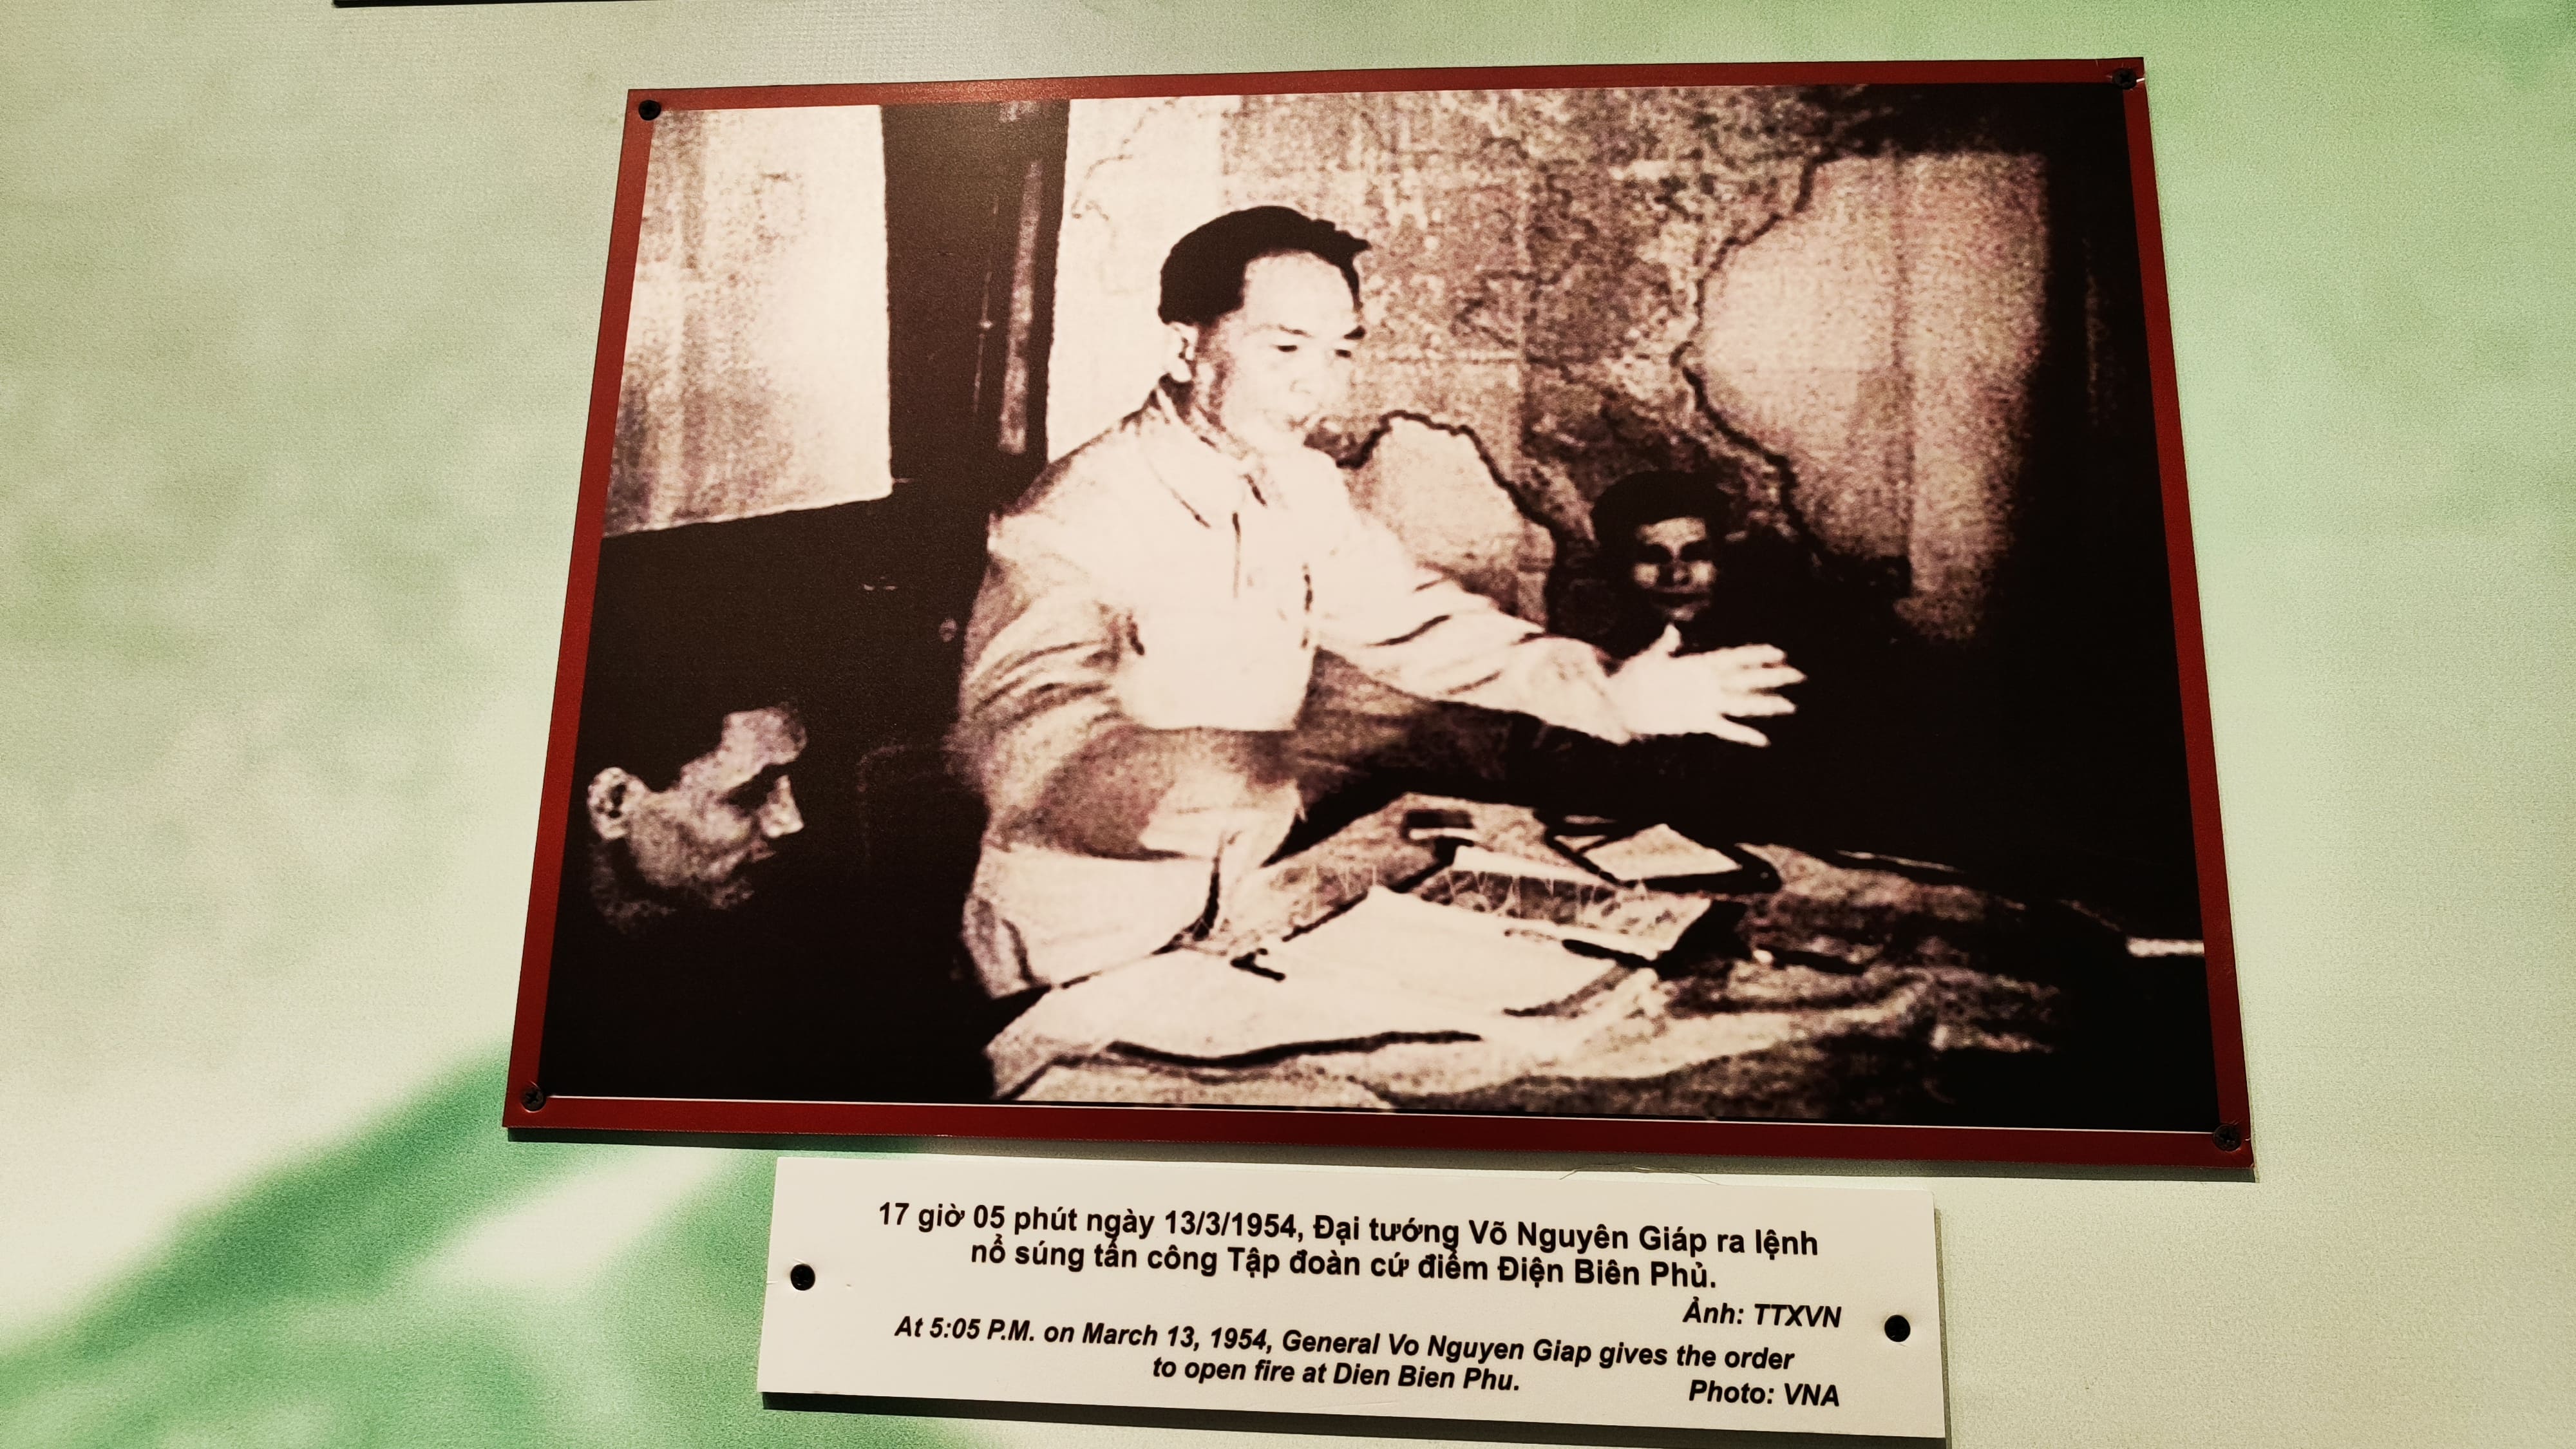 17 giờ 05 phút ngày 13/3/1954, Đại tướng Võ Nguyên Giáp ra lệnh
nổ súng tấn công Tập đoàn cứ điểm Điện Biên Phủ.
Ảnh: TTXVN
At 5:05 P.M. on March 13, 1954, General Vo Nguyen Giap gives the order
to open fire at Dien Bien Phu.
Photo: VNA